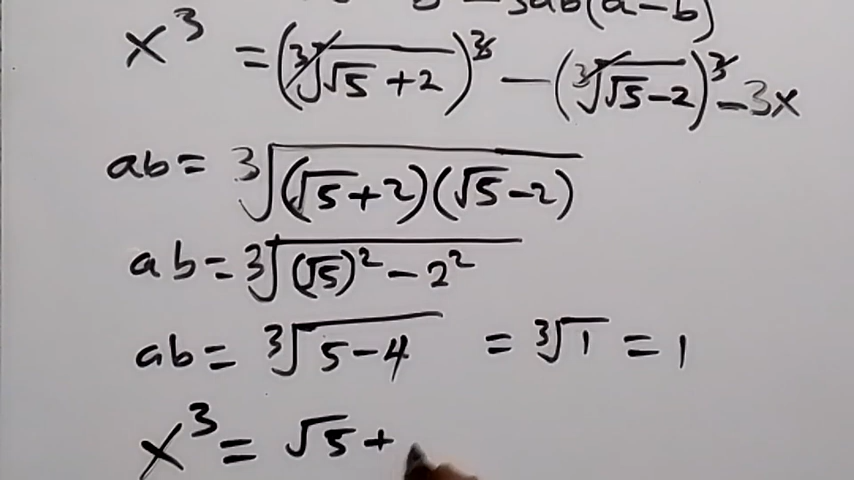 - 3ab(a-b)
x³ = (∛(√5 + 2))³ - (∛(√5 - 2))³ - 3x
ab = ∛((√5+2)(√5-2))
ab = ∛((√5)² - 2²)
ab = ∛(5-4) = ∛1 = 1
x³ = √5 +